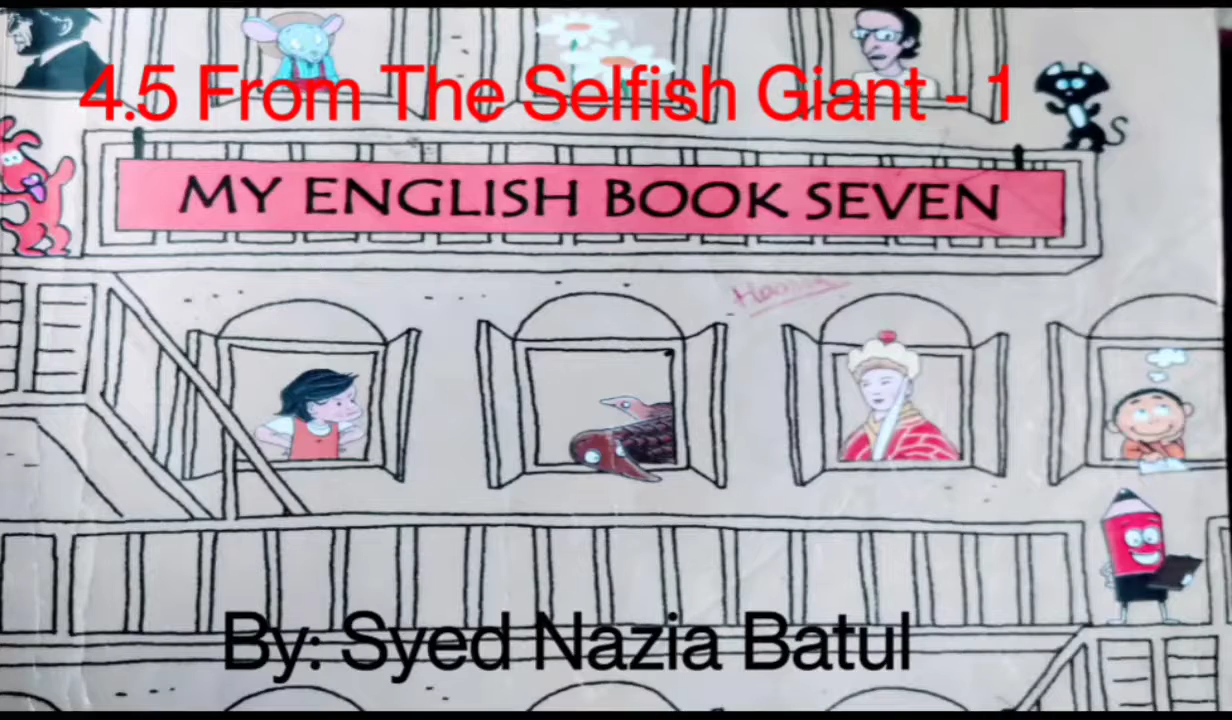 4.5 From The Selfish Giant - 1
MY ENGLISH BOOK SEVEN
By: Syed Nazia Batul